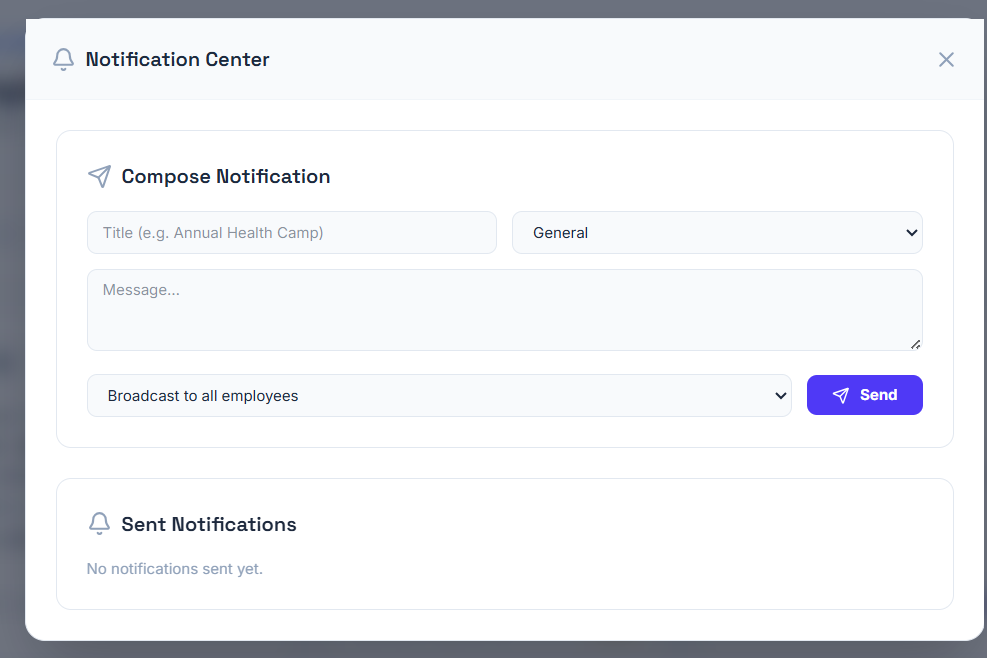 Notification Center
Compose Notification
Title (e.g. Annual Health Camp)
General
Message...
Broadcast to all employees
Send
Sent Notifications
No notifications sent yet.